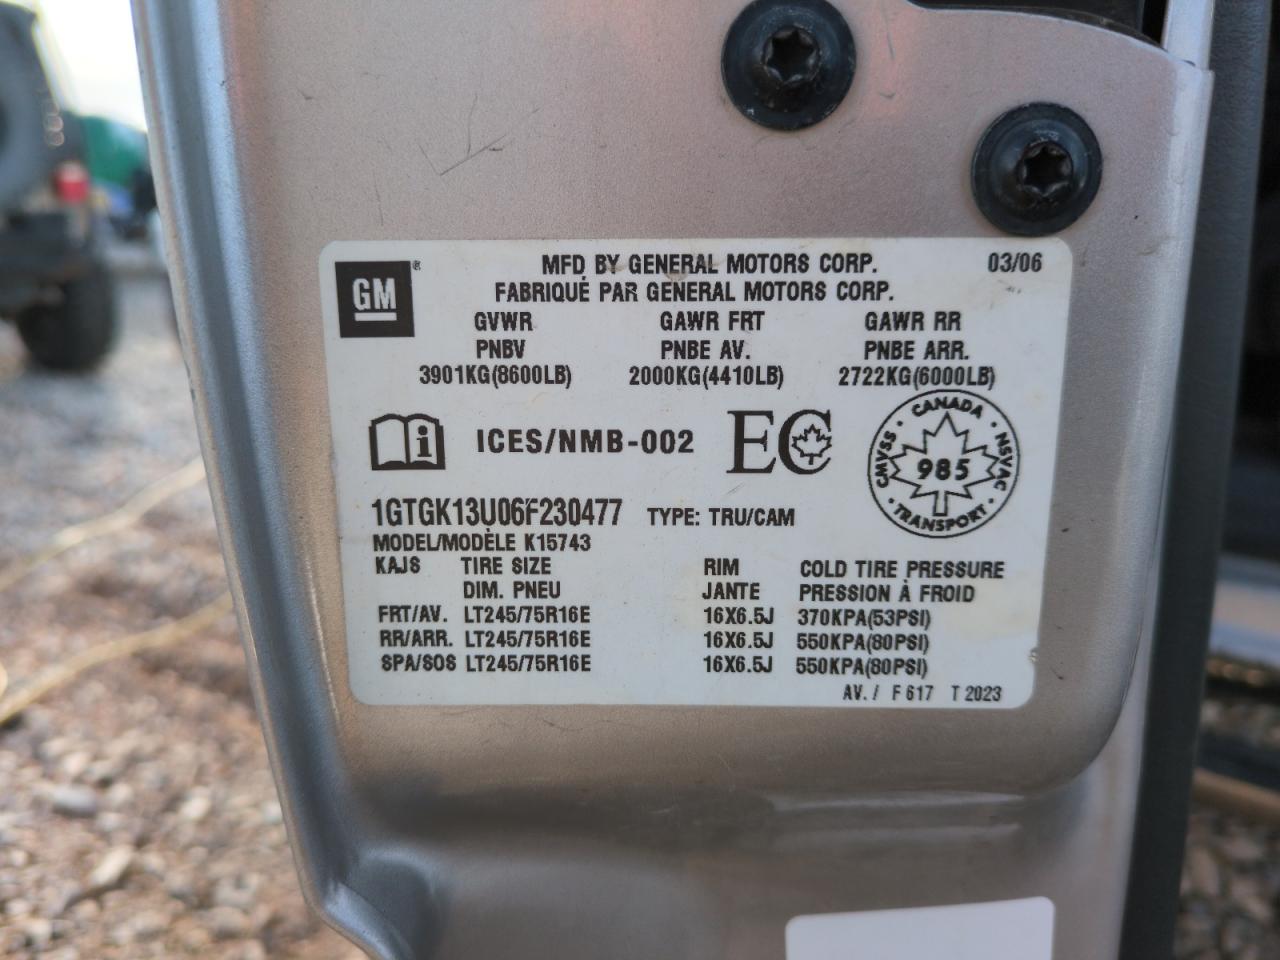 GM
MFD BY GENERAL MOTORS CORP. 03/06
FABRIQUÉ PAR GENERAL MOTORS CORP.
GVWR GAWR FRT GAWR RR
PNBV PNBE AV. PNBE ARR.
3901KG(8600LB) 2000KG(4410LB) 2722KG(6000LB)
i ICES/NMB-002 EC
CANADA
CMVSS 985 NSVAC
TRANSPORT
1GTGK13U06F230477 TYPE: TRU/CAM
MODEL/MODÈLE K15743
KAJS TIRE SIZE RIM COLD TIRE PRESSURE
DIM. PNEU JANTE PRESSION À FROID
FRT/AV. LT245/75R16E 16X6.5J 370KPA(53PSI)
RR/ARR. LT245/75R16E 16X6.5J 550KPA(80PSI)
SPA/SOS LT245/75R16E 16X6.5J 550KPA(80PSI)
AV. / F 617 T 2023